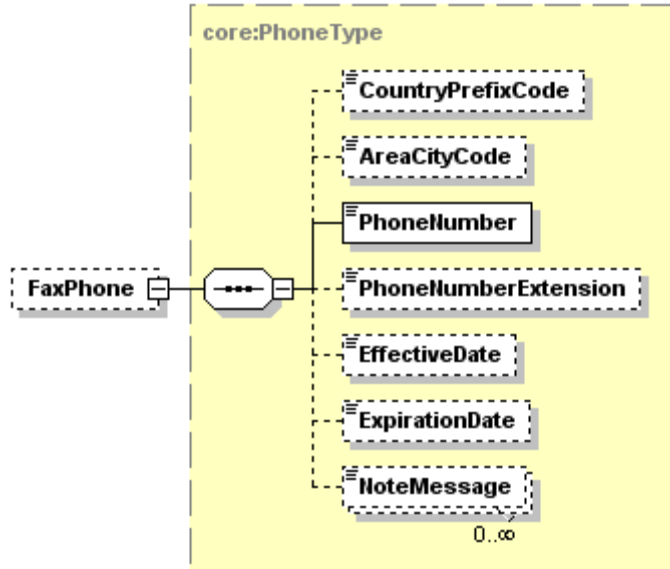 core:PhoneType
CountryPrefixCode
AreaCityCode
PhoneNumber
FaxPhone
PhoneNumberExtension
EffectiveDate
ExpirationDate
NoteMessage
0..∞